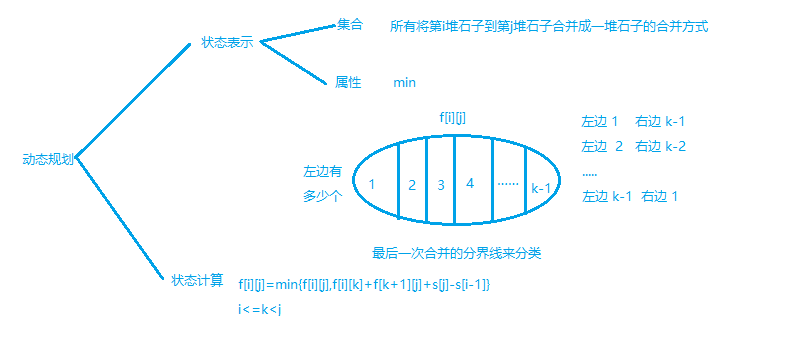 集合
所有将第i堆石子到第j堆石子合并成一堆石子的合并方式
状态表示
属性
min
f[i][j]
左边 1 右边 k-1
左边 2 右边 k-2
.....
左边 k-1 右边 1
动态规划
左边有
多少个
1 2 3 4 ...... k-1
最后一次合并的分界线来分类
状态计算
f[i][j]=min{f[i][j],f[i][k]+f[k+1][j]+s[j]-s[i-1]}
i<=k<j